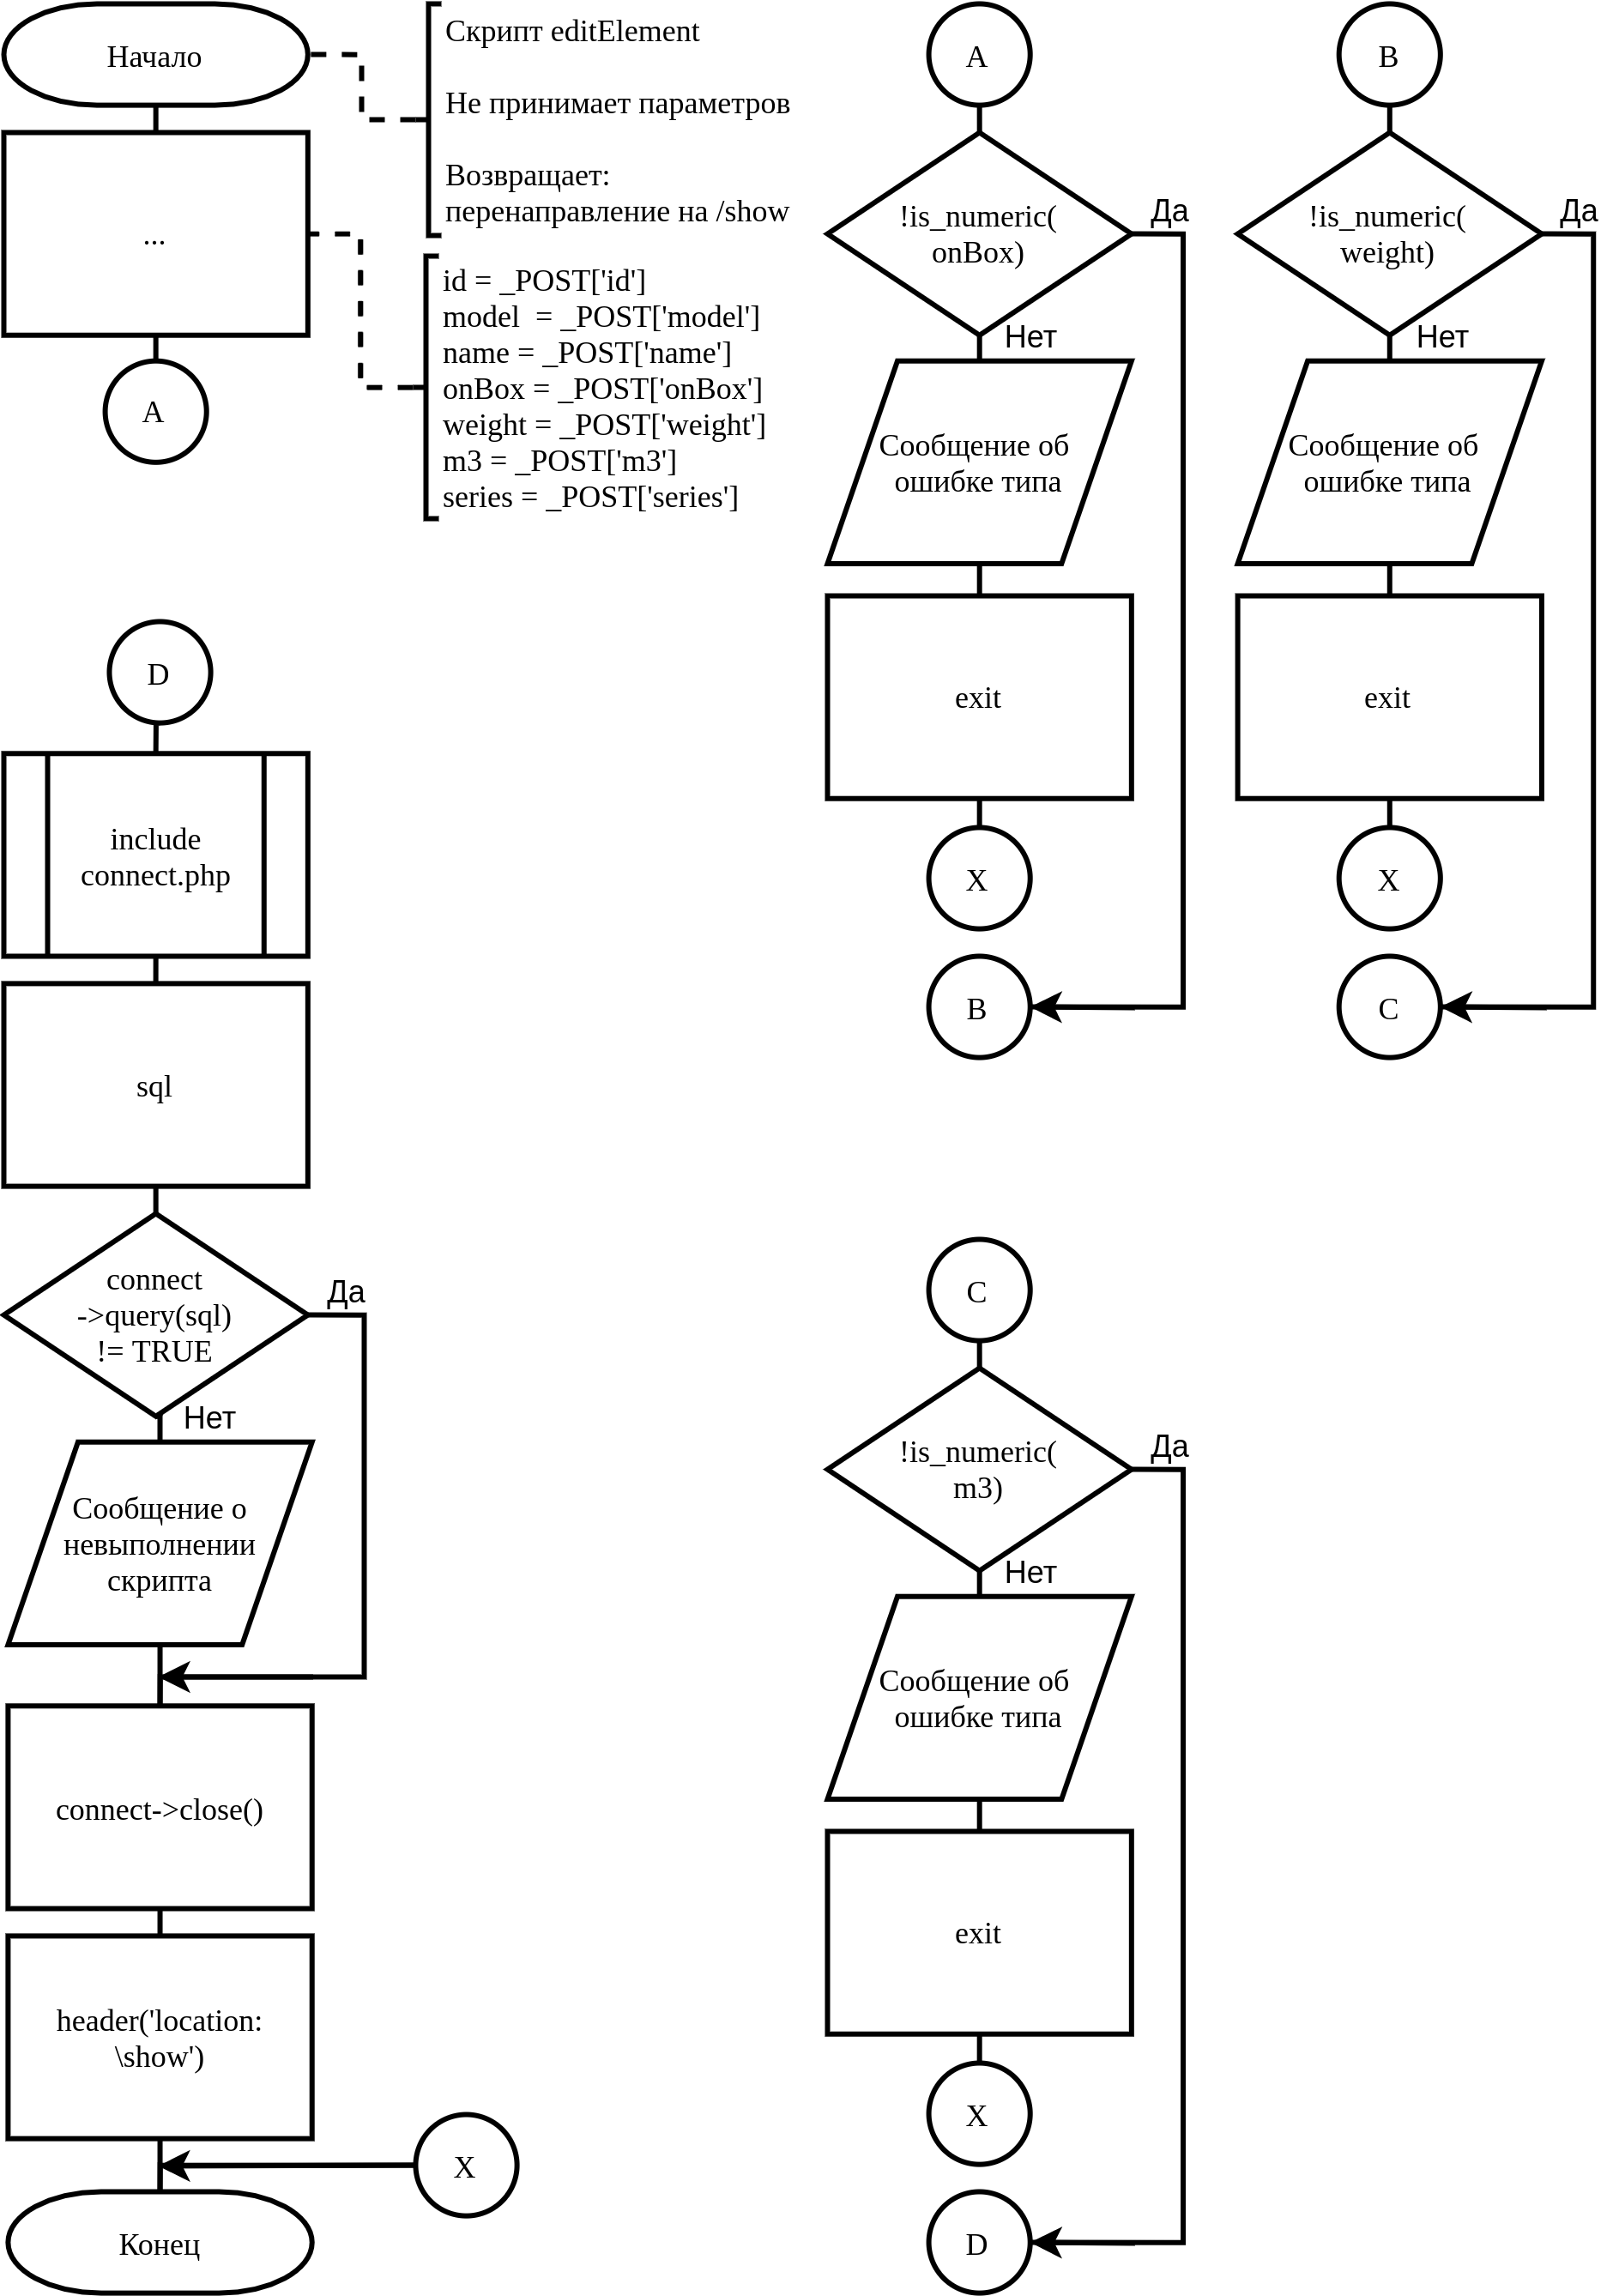 Начало
Скрипт editElement
Не принимает параметров
Возвращает:
перенаправление на /show
...
id = _POST['id']
model  = _POST['model']
name = _POST['name']
onBox = _POST['onBox']
weight = _POST['weight']
m3 = _POST['m3']
series = _POST['series']
A
A
!is_numeric(
onBox)
Да
Нет
Сообщение об
ошибке типа
exit
X
B
B
!is_numeric(
weight)
Да
Нет
Сообщение об
ошибке типа
exit
X
C
D
include
connect.php
sql
connect
->query(sql)
!= TRUE
Да
Нет
Сообщение о
невыполнении
скрипта
connect->close()
header('location:
\show')
X
Конец
C
!is_numeric(
m3)
Да
Нет
Сообщение об
ошибке типа
exit
X
D